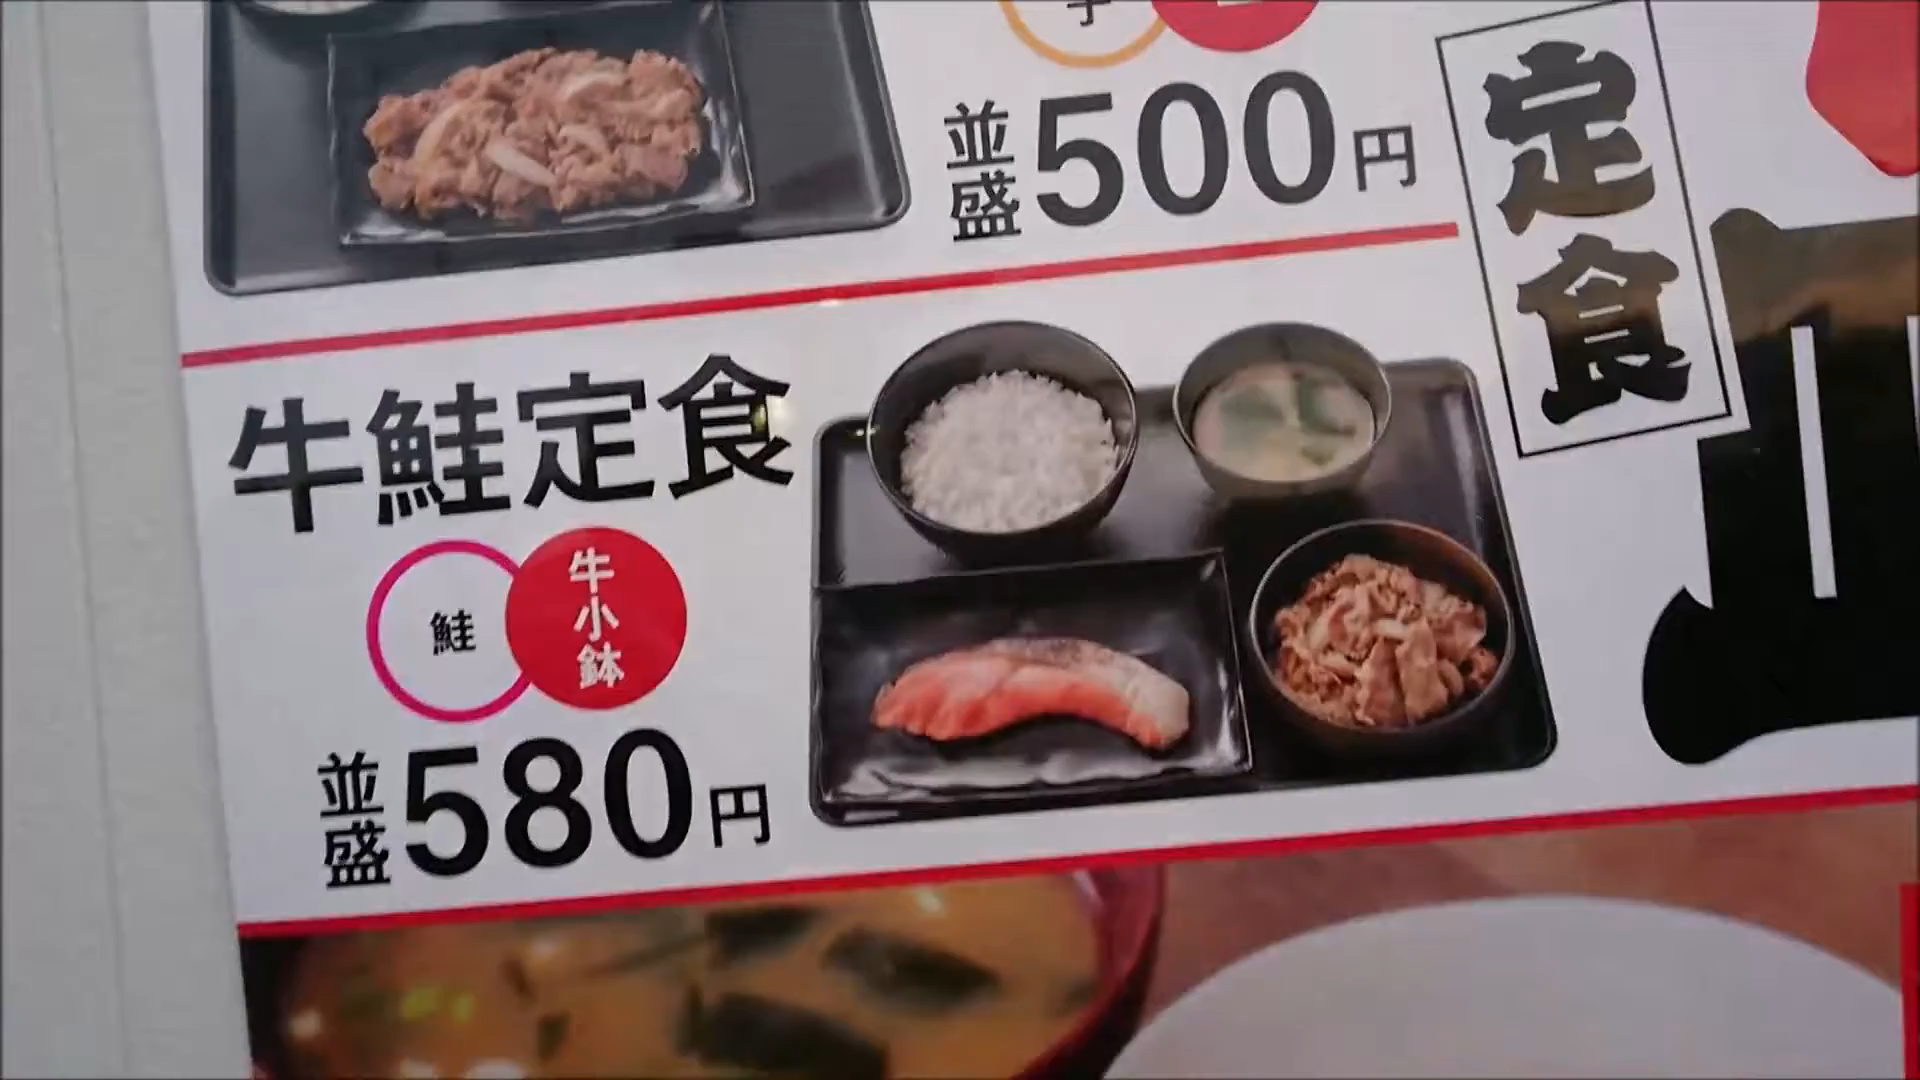 並盛500円
定食
牛鮭定食
鮭
牛小鉢
並盛580円